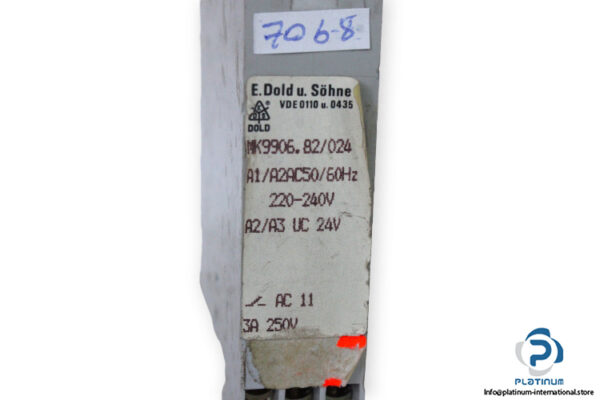 706-8
E.Dold u. Söhne
VDE 0110 u. 0435
DOLD
MK9906.82/024
A1/A2AC50/60Hz
220-240V
A2/A3 UC 24V
AC 11
3A 250V
PLATINUM
Info@platinum-international.store